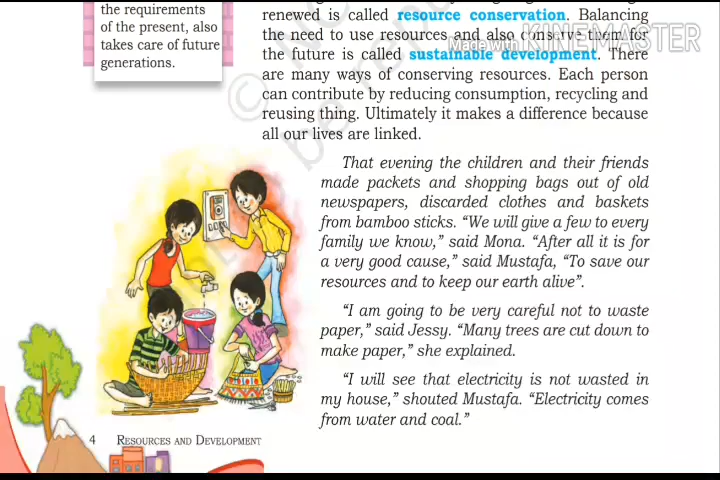 the requirements
of the present, also
takes care of future
generations.
renewed is called resource conservation. Balancing
the need to use resources and also conserve them for
the future is called sustainable development. There
are many ways of conserving resources. Each person
can contribute by reducing consumption, recycling and
reusing thing. Ultimately it makes a difference because
all our lives are linked.
That evening the children and their friends
made packets and shopping bags out of old
newspapers, discarded clothes and baskets
from bamboo sticks. “We will give a few to every
family we know,” said Mona. “After all it is for
a very good cause,” said Mustafa, “To save our
resources and to keep our earth alive”.
“I am going to be very careful not to waste
paper,” said Jessy. “Many trees are cut down to
make paper,” she explained.
“I will see that electricity is not wasted in
my house,” shouted Mustafa. “Electricity comes
from water and coal.”
4 Resources and Development
Made with KINEMASTER